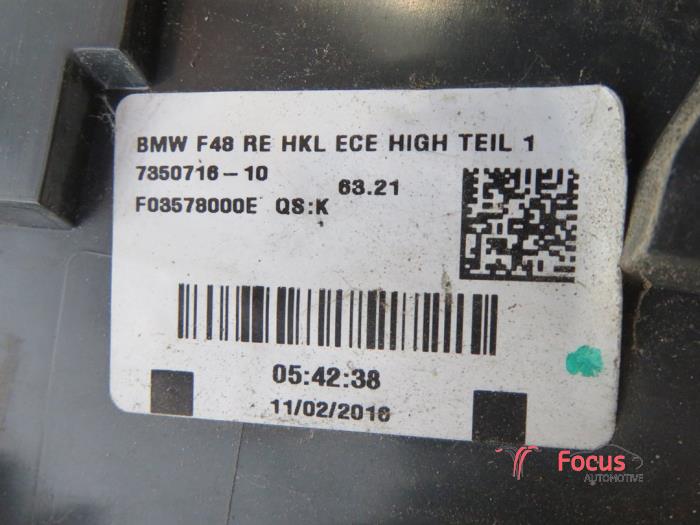 BMW F48 RE HKL ECE HIGH TEIL 1
7350716-10
63.21
F03578000E QS:K
05:42:38
11/02/2016
Focus
AUTOMOTIVE